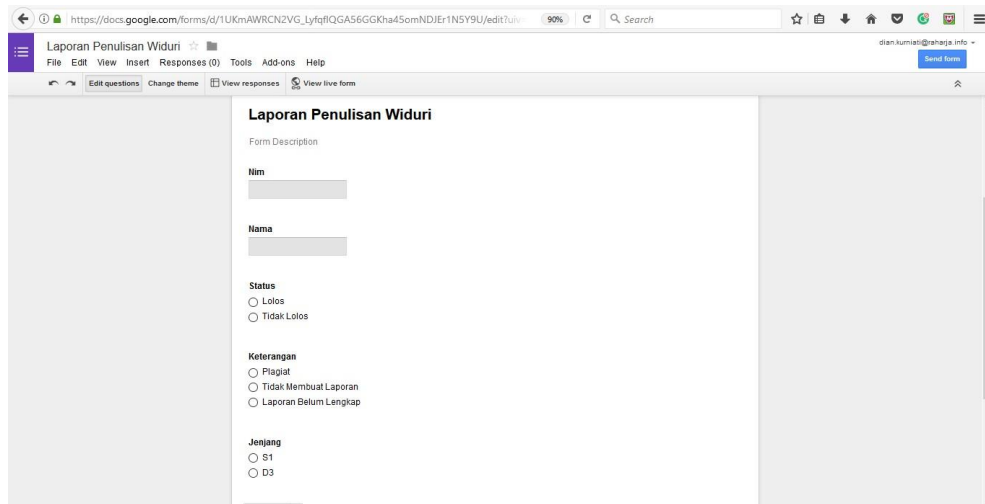 https://docs.google.com/forms/d/1UKmAWRCN2VG_LyfqflQGA56GGKha45omNDJEr1N5Y9U/edit?uiv
90%
Search
Laporan Penulisan Widuri
dian.kurniati@raharja.info
File Edit View Insert Responses (0) Tools Add-ons Help
Send form
Edit questions Change theme View responses View live form
Laporan Penulisan Widuri
Form Description
Nim
Nama
Status
Lolos
Tidak Lolos
Keterangan
Plagiat
Tidak Membuat Laporan
Laporan Belum Lengkap
Jenjang
S1
D3